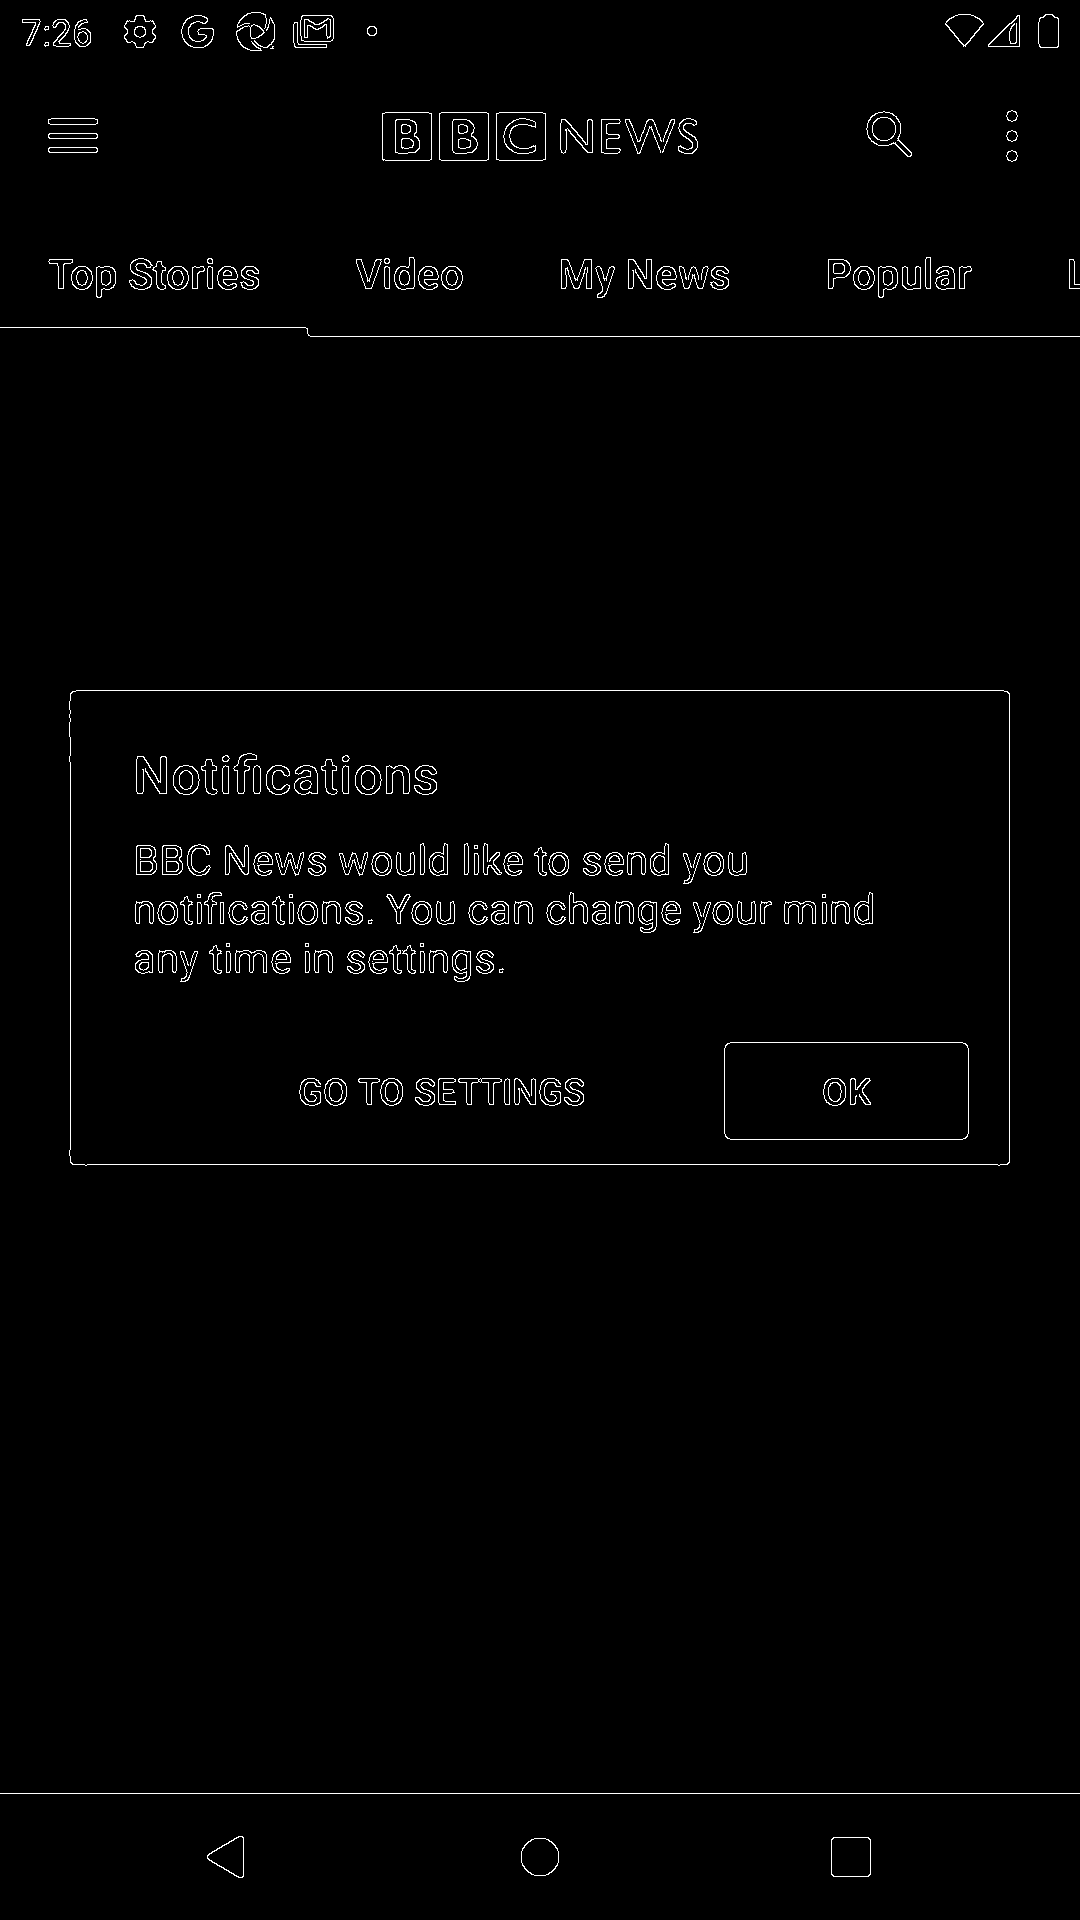 7:26
BBC NEWS
Top Stories Video My News Popular L
Notifications
BBC News would like to send you
notifications. You can change your mind
any time in settings.
GO TO SETTINGS OK